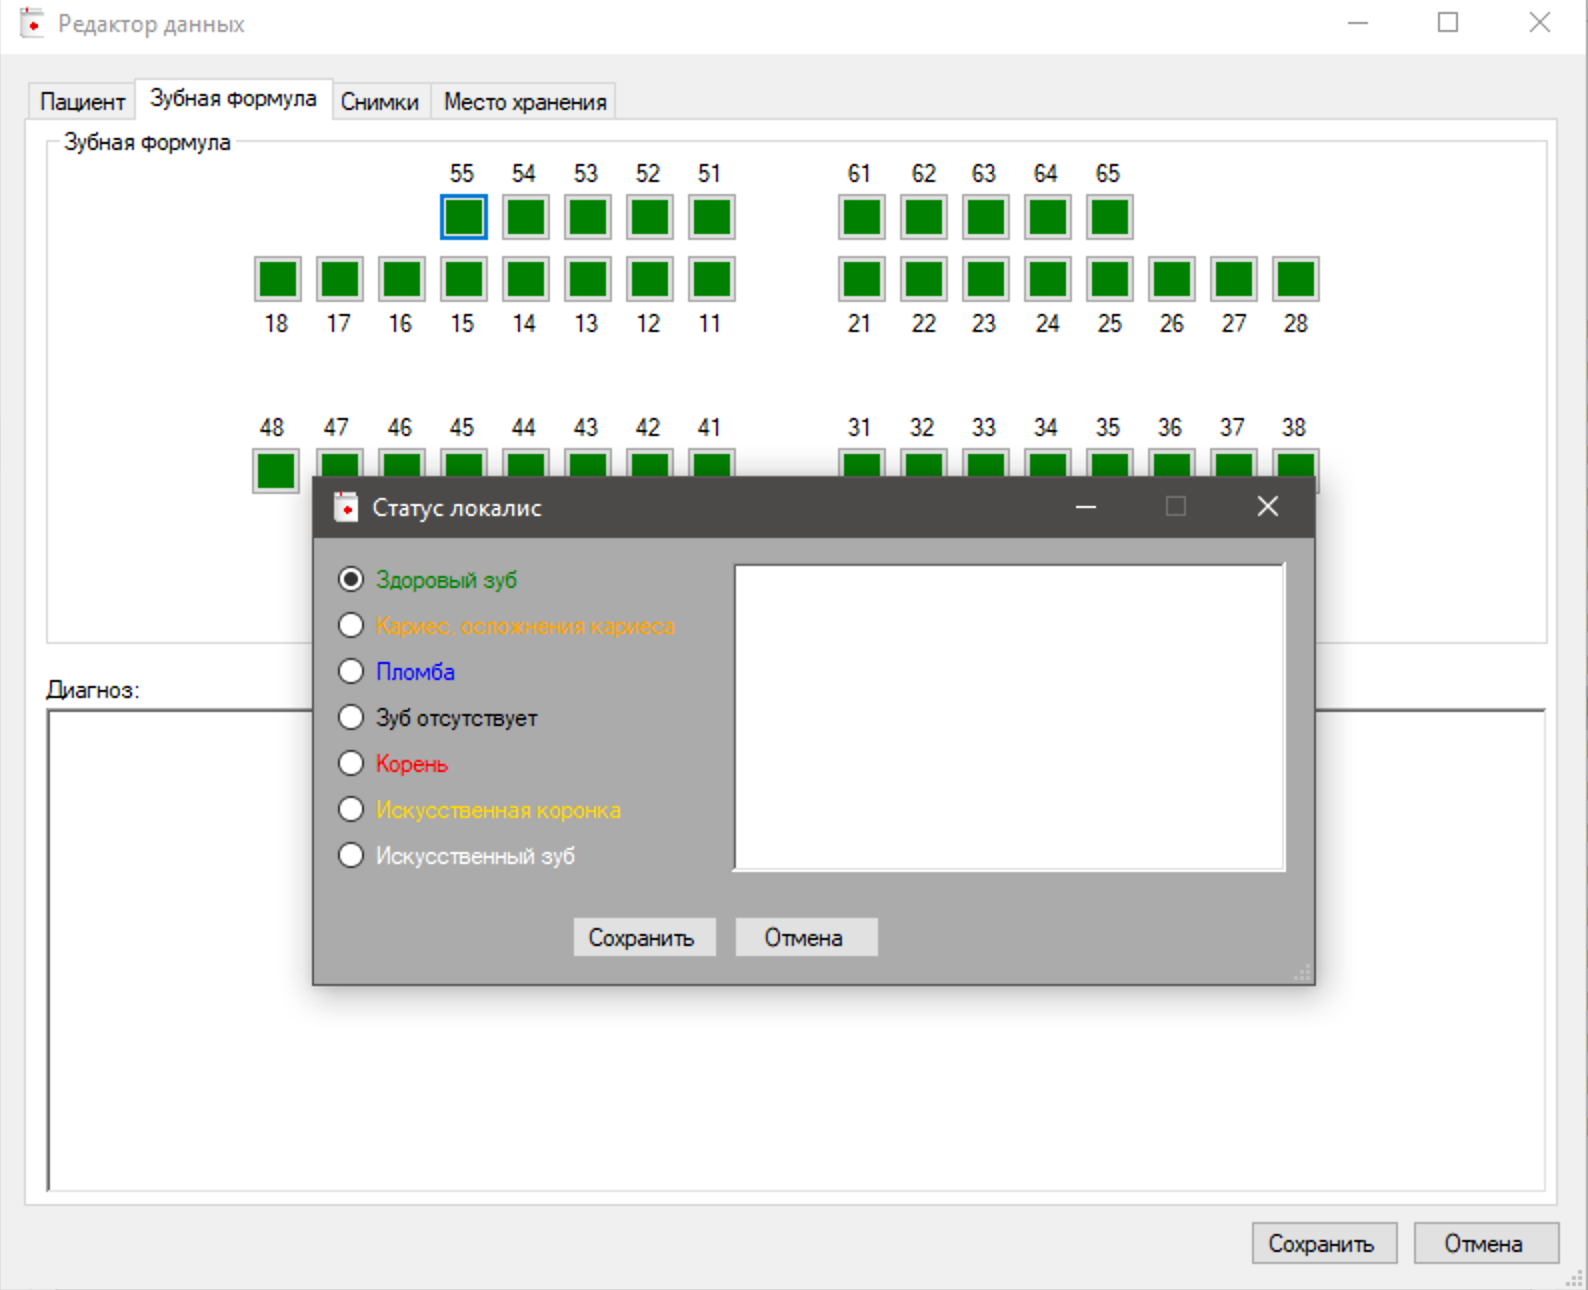 Редактор данных
Пациент Зубная формула Снимки Место хранения
Зубная формула
55 54 53 52 51 61 62 63 64 65
18 17 16 15 14 13 12 11 21 22 23 24 25 26 27 28
48 47 46 45 44 43 42 41 31 32 33 34 35 36 37 38
Статус локалис
Здоровый зуб
Кариес, осложнения кариеса
Пломба
Зуб отсутствует
Корень
Искусственная коронка
Искусственный зуб
Сохранить Отмена
Диагноз:
Сохранить Отмена